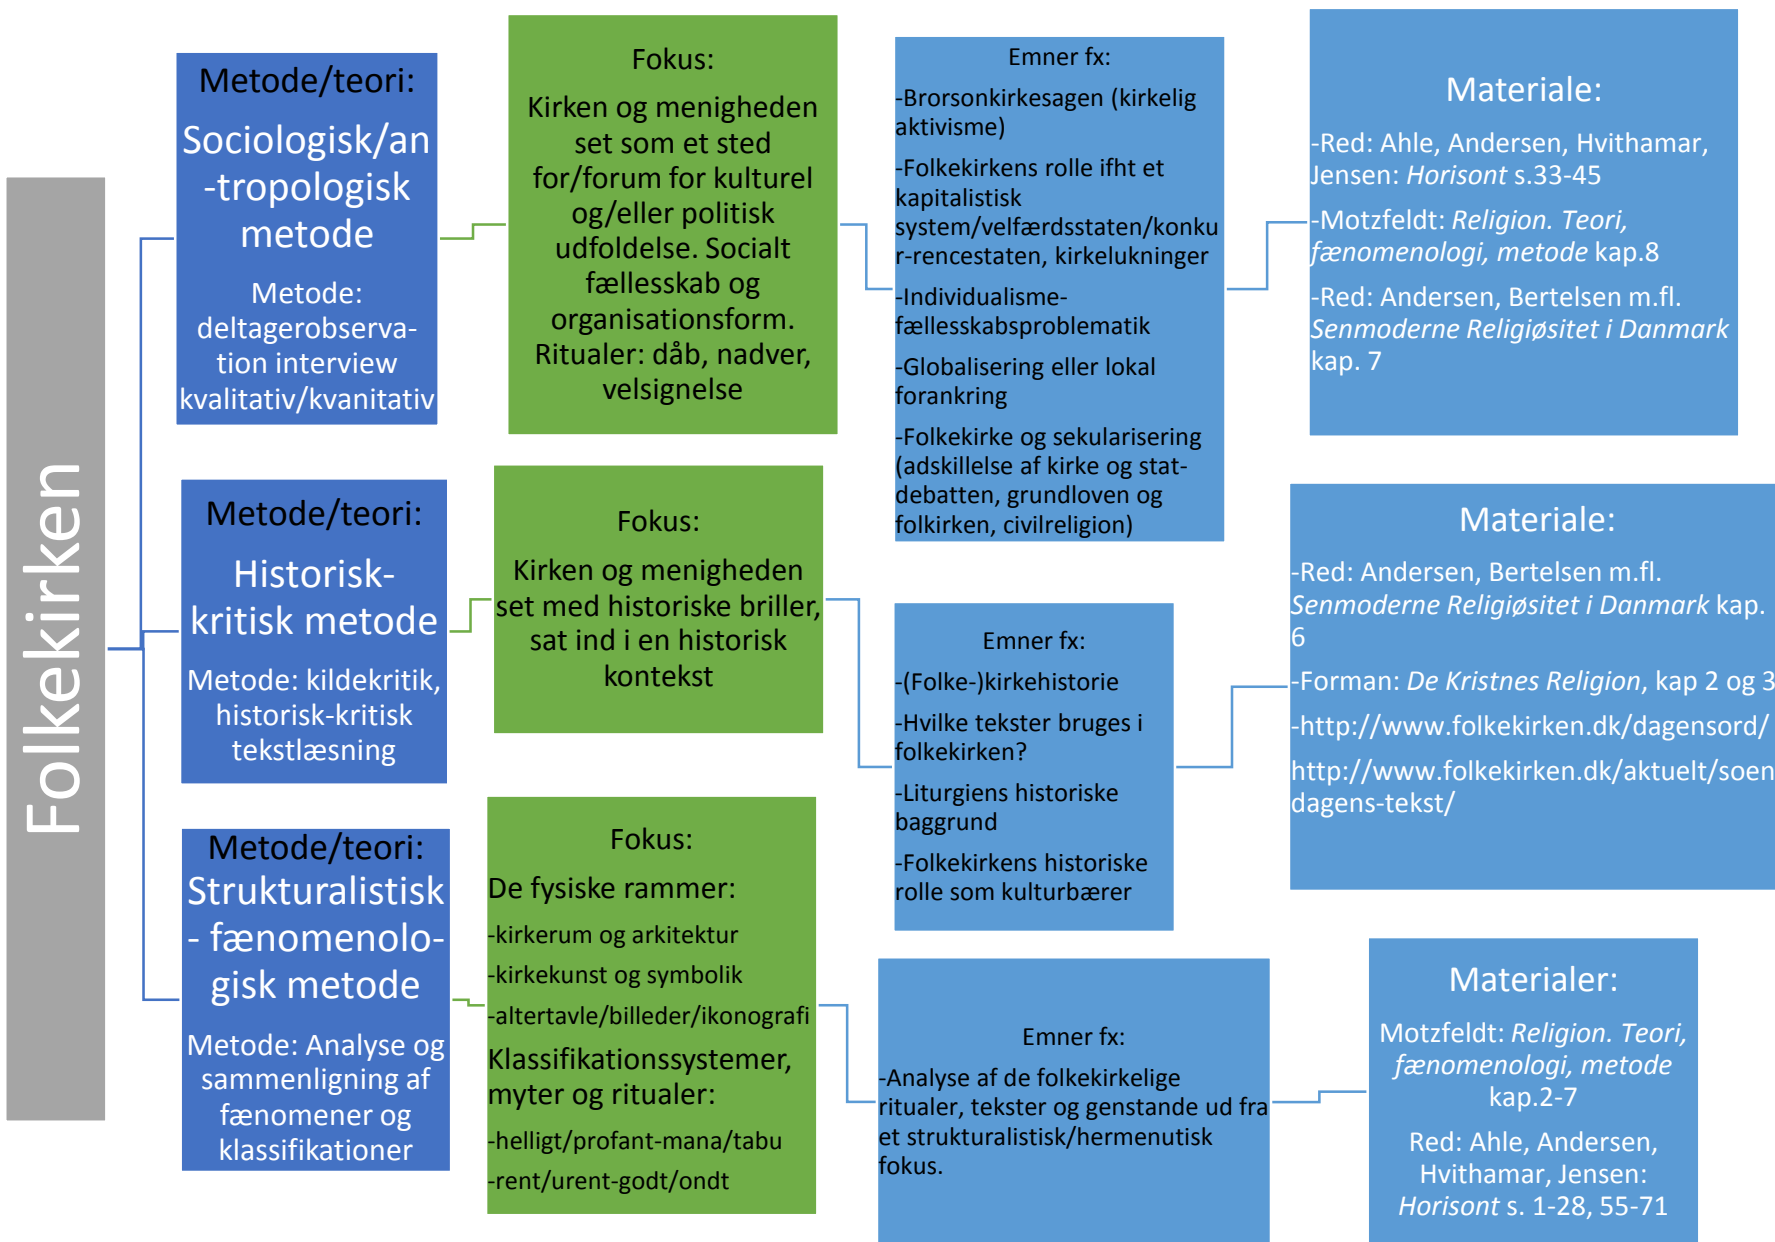 Folkekirken
Metode/teori:
Sociologisk/an
-tropologisk
metode
Metode:
deltagerobserva-
tion interview
kvalitativ/kvanitativ
Fokus:
Kirken og menigheden
set som et sted
for/forum for kulturel
og/eller politisk
udfoldelse. Socialt
fællesskab og
organisationsform.
Ritualer: dåb, nadver,
velsignelse
Emner fx:
-Brorsonkirkesagen (kirkelig
aktivisme)
-Folkekirkens rolle ifht et
kapitalistisk
system/velfærdsstaten/konku
r-rencestaten, kirkelukninger
-Individualisme-
fællesskabsproblematik
-Globalisering eller lokal
forankring
-Folkekirke og sekularisering
(adskillelse af kirke og stat-
debatten, grundloven og
folkirken, civilreligion)
Materiale:
-Red: Ahle, Andersen, Hvithamar,
Jensen: Horisont s.33-45
-Motzfeldt: Religion. Teori,
fænomenologi, metode kap.8
-Red: Andersen, Bertelsen m.fl.
Senmoderne Religiøsitet i Danmark
kap. 7
Metode/teori:
Historisk-
kritisk metode
Metode: kildekritik,
historisk-kritisk
tekstlæsning
Fokus:
Kirken og menigheden
set med historiske briller,
sat ind i en historisk
kontekst
Emner fx:
-(Folke-)kirkehistorie
-Hvilke tekster bruges i
folkekirken?
-Liturgiens historiske
baggrund
-Folkekirkens historiske
rolle som kulturbærer
Materiale:
-Red: Andersen, Bertelsen m.fl.
Senmoderne Religiøsitet i Danmark kap.
6
-Forman: De Kristnes Religion, kap 2 og 3
-http://www.folkekirken.dk/dagensord/
http://www.folkekirken.dk/aktuelt/soen
dagens-tekst/
Metode/teori:
Strukturalistisk
- fænomenolo-
gisk metode
Metode: Analyse og
sammenligning af
fænomener og
klassifikationer
Fokus:
De fysiske rammer:
-kirkerum og arkitektur
-kirkekunst og symbolik
-altertavle/billeder/ikonografi
Klassifikationssystemer,
myter og ritualer:
-helligt/profant-mana/tabu
-rent/urent-godt/ondt
Emner fx:
-Analyse af de folkekirkelige
ritualer, tekster og genstande ud fra
et strukturalistisk/hermenutisk
fokus.
Materialer:
Motzfeldt: Religion. Teori,
fænomenologi, metode
kap.2-7
Red: Ahle, Andersen,
Hvithamar, Jensen:
Horisont s. 1-28, 55-71